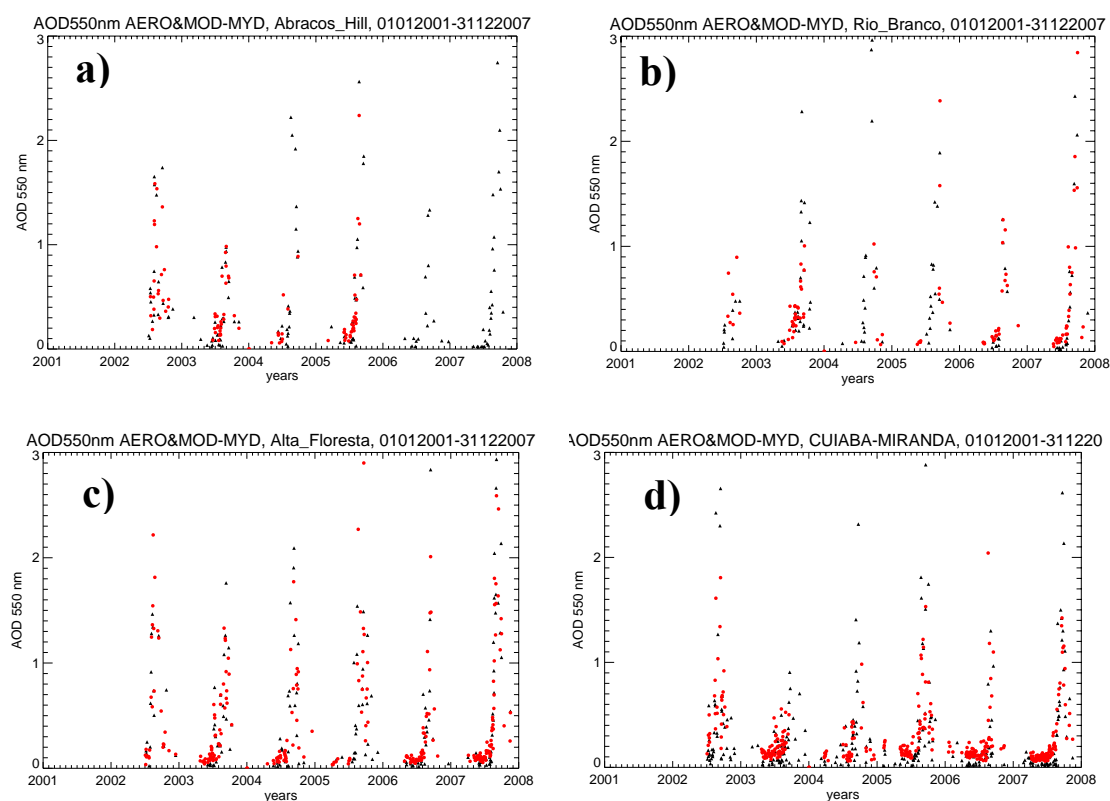 AOD550nm AERO&MOD-MYD, Abracos_Hill, 01012001-31122007
a)
AOD 550 nm
3
2
1
0
2001 2002 2003 2004 2005 2006 2007 2008
years
AOD550nm AERO&MOD-MYD, Rio_Branco, 01012001-31122007
b)
AOD 550 nm
3
2
1
0
2001 2002 2003 2004 2005 2006 2007 2008
years
AOD550nm AERO&MOD-MYD, Alta_Floresta, 01012001-31122007
c)
AOD 550 nm
3
2
1
0
2001 2002 2003 2004 2005 2006 2007 2008
years
AOD550nm AERO&MOD-MYD, CUIABA-MIRANDA, 01012001-311220
d)
AOD 550 nm
3
2
1
0
2001 2002 2003 2004 2005 2006 2007 2008
years